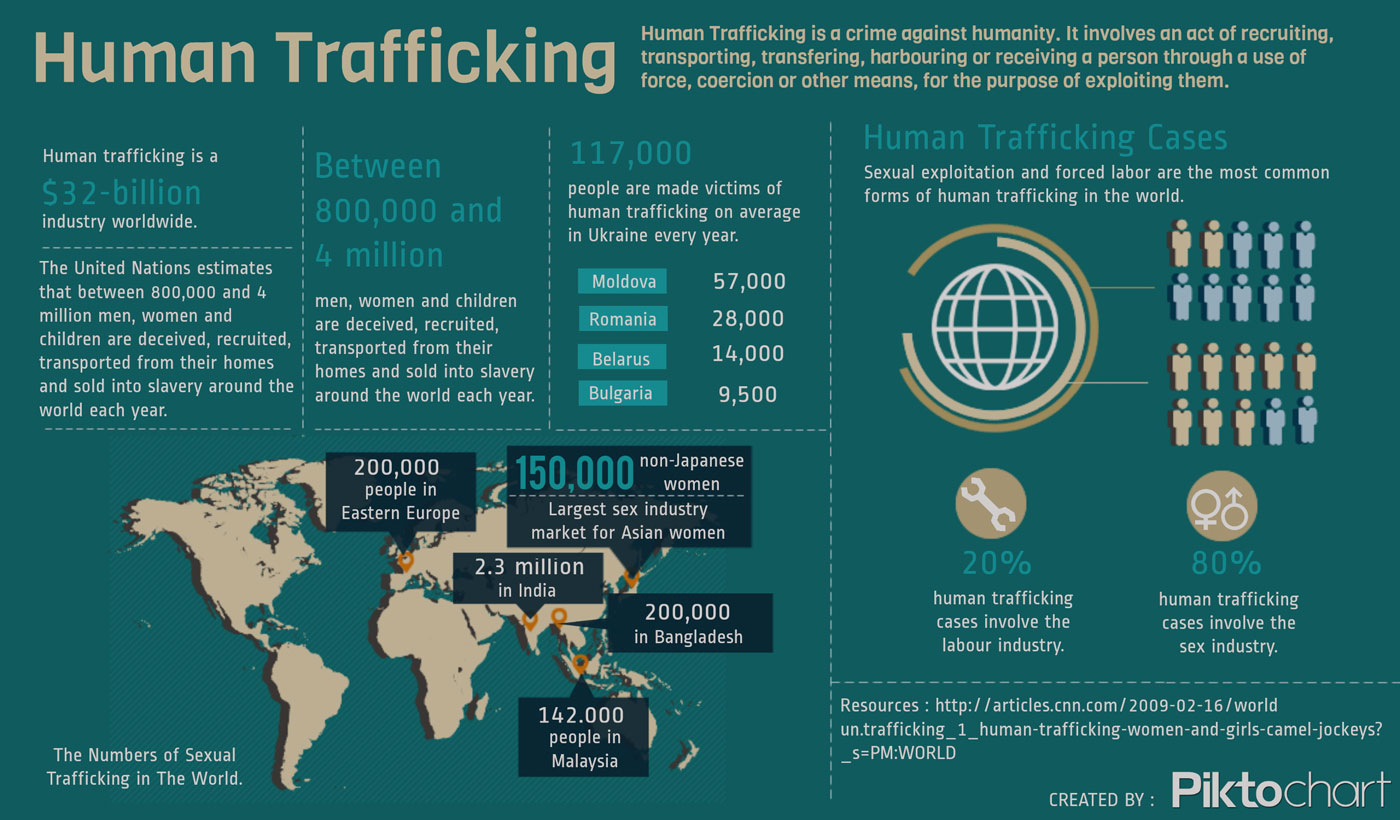 Human Trafficking
Human Trafficking is a crime against humanity. It involves an act of recruiting,
transporting, transfering, harbouring or receiving a person through a use of
force, coercion or other means, for the purpose of exploiting them.
Human trafficking is a
$32-billion
industry worldwide.
The United Nations estimates
that between 800,000 and 4
million men, women and
children are deceived, recruited,
transported from their homes
and sold into slavery around the
world each year.
Between
800,000 and
4 million
men, women and children
are deceived, recruited,
transported from their
homes and sold into slavery
around the world each year.
117,000
people are made victims of
human trafficking on average
in Ukraine every year.
Moldova 57,000
Romania 28,000
Belarus 14,000
Bulgaria 9,500
Human Trafficking Cases
Sexual exploitation and forced labor are the most common
forms of human trafficking in the world.
20%
human trafficking
cases involve the
labour industry.
80%
human trafficking
cases involve the
sex industry.
200,000
people in
Eastern Europe
150,000 non-Japanese
women
Largest sex industry
market for Asian women
2.3 million
in India
200,000
in Bangladesh
142.000
people in
Malaysia
The Numbers of Sexual
Trafficking in The World.
Resources : http://articles.cnn.com/2009-02-16/world
un.trafficking_1_human-trafficking-women-and-girls-camel-jockeys?
_s=PM:WORLD
CREATED BY : Piktochart